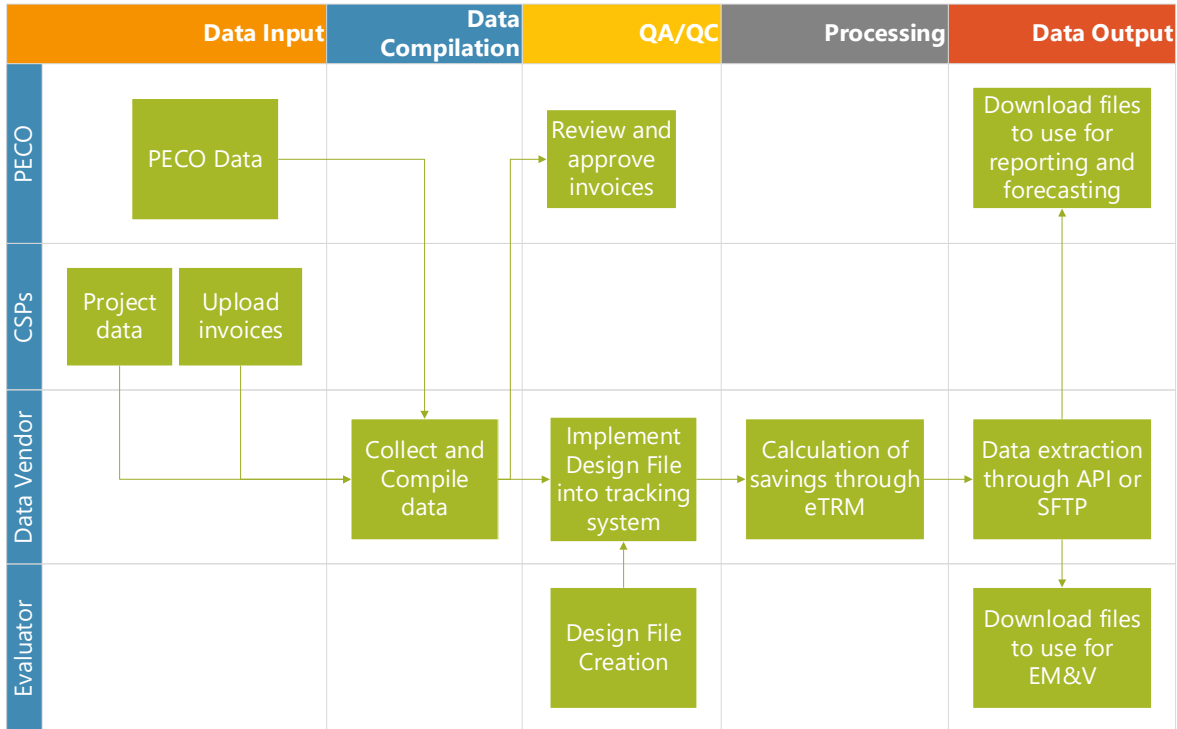 Data Input
Data
Compilation
QA/QC
Processing
Data Output
PECO
PECO Data
Review and
approve
invoices
Download files
to use for
reporting and
forecasting
CSPs
Project
data
Upload
invoices
Data Vendor
Collect and
Compile
data
Implement
Design File
into tracking
system
Calculation of
savings through
eTRM
Data extraction
through API or
SFTP
Evaluator
Design File
Creation
Download files
to use for
EM&V